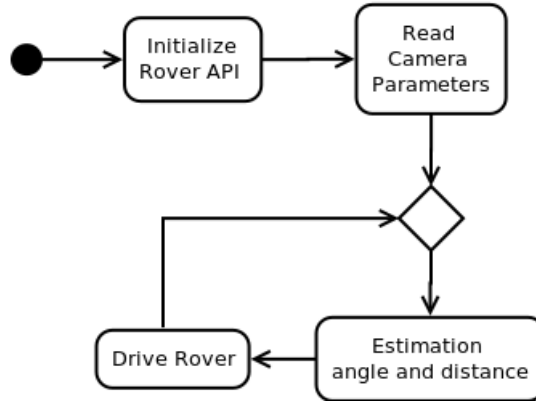 Initialize
Rover API
Read
Camera
Parameters
Estimation
angle and distance
Drive Rover